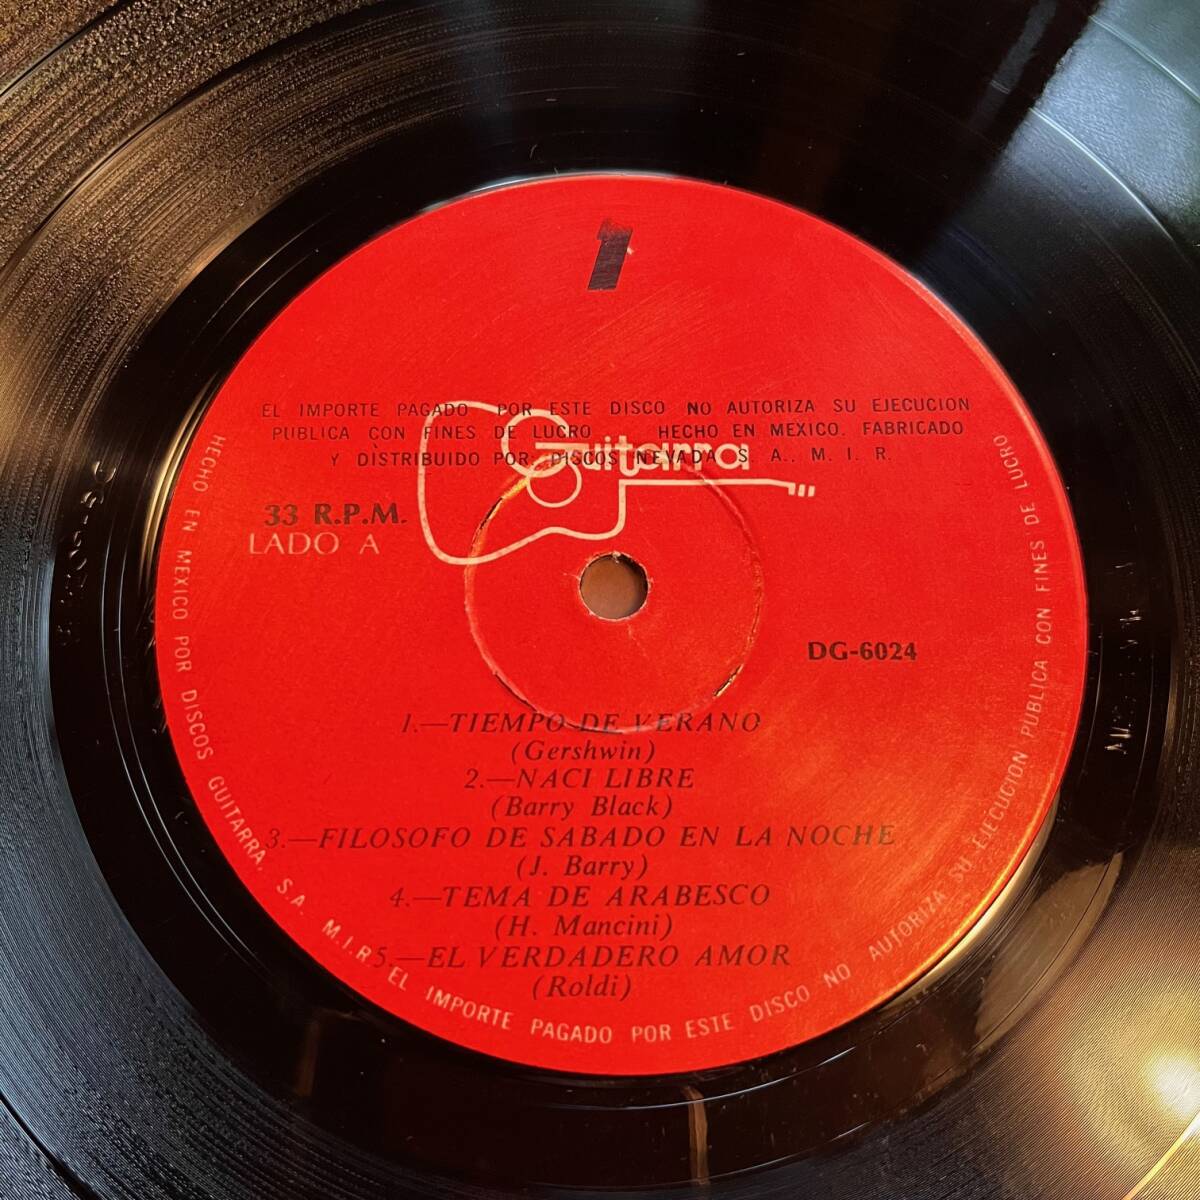 1
EL IMPORTE PAGADO POR ESTE DISCO NO AUTORIZA SU EJECUCION
PUBLICA CON FINES DE LUCRO HECHO EN MEXICO. FABRICADO
Y DISTRIBUIDO POR: DISCOS NEVADA S A., M. I. R.
Guitarra
33 R.P.M.
LADO A
DG-6024
1.—TIEMPO DE VERANO
(Gershwin)
2.—NACI LIBRE
(Barry Black)
3.—FILOSOFO DE SABADO EN LA NOCHE
(J. Barry)
4.—TEMA DE ARABESCO
(H. Mancini)
5.—EL VERDADERO AMOR
(Roldi)
HECHO EN MEXICO POR DISCOS GUITARRA, S.A. M.I.R. EL IMPORTE PAGADO POR ESTE DISCO NO AUTORIZA SU EJECUCION PUBLICA CON FINES DE LUCRO